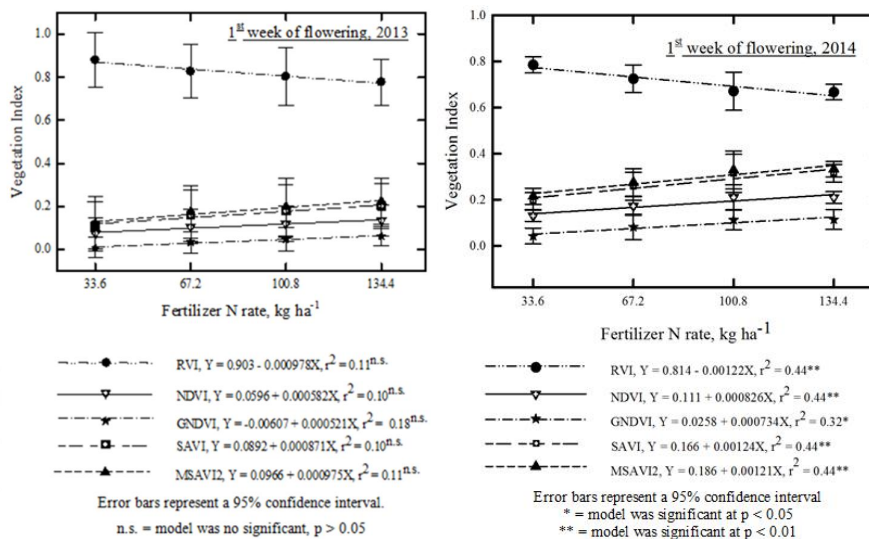 1st week of flowering, 2013
1.0
0.8
0.6
0.4
0.2
0.0
Vegetation Index
33.6 67.2 100.8 134.4
Fertilizer N rate, kg ha-1
RVI, Y = 0.903 - 0.000978X, r2 = 0.11n.s.
NDVI, Y = 0.0596 + 0.000582X, r2 = 0.10n.s.
GNDVI, Y = -0.00607 + 0.000521X, r2 = 0.18n.s.
SAVI, Y = 0.0892 + 0.000871X, r2 = 0.10n.s.
MSAVI2, Y = 0.0966 + 0.000975X, r2 = 0.11n.s.
Error bars represent a 95% confidence interval.
n.s. = model was no significant, p > 0.05
1st week of flowering, 2014
1.0
0.8
0.6
0.4
0.2
0.0
Vegetation Index
33.6 67.2 100.8 134.4
Fertilizer N rate, kg ha-1
RVI, Y = 0.814 - 0.00122X, r2 = 0.44**
NDVI, Y = 0.111 + 0.000826X, r2 = 0.44**
GNDVI, Y = 0.0258 + 0.000734X, r2 = 0.32*
SAVI, Y = 0.166 + 0.00124X, r2 = 0.44**
MSAVI2, Y = 0.186 + 0.00121X, r2 = 0.44**
Error bars represent a 95% confidence interval
* = model was significant at p < 0.05
** = model was significant at p < 0.01